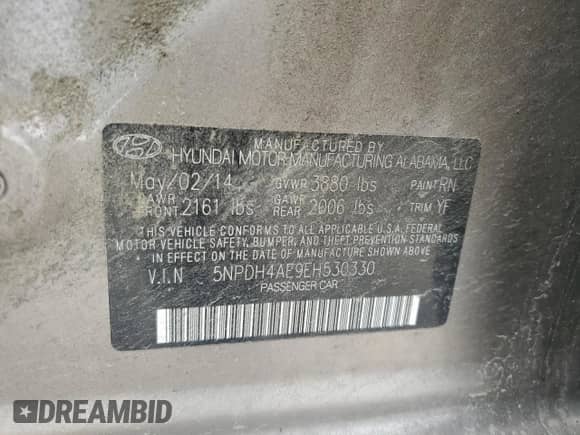 MANUFACTURED BY
HYUNDAI MOTOR MANUFACTURING ALABAMA, LLC
May/02/14 GVWR 3880 lbs PAINT RN
GAWR FRONT 2161 lbs GAWR REAR 2006 lbs TRIM YF
THIS VEHICLE CONFORMS TO ALL APPLICABLE U.S.A. FEDERAL
MOTOR VEHICLE SAFETY, BUMPER, AND THEFT PREVENTION STANDARDS
IN EFFECT ON THE DATE OF MANUFACTURE SHOWN ABOVE
V.I.N 5NPDH4AE9EH530330
PASSENGER CAR
DREAMBID